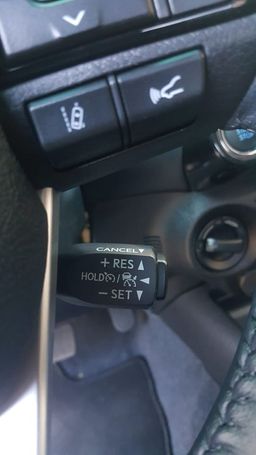 CANCEL▼
+ RES ▲
HOLD / ◄
− SET ▼